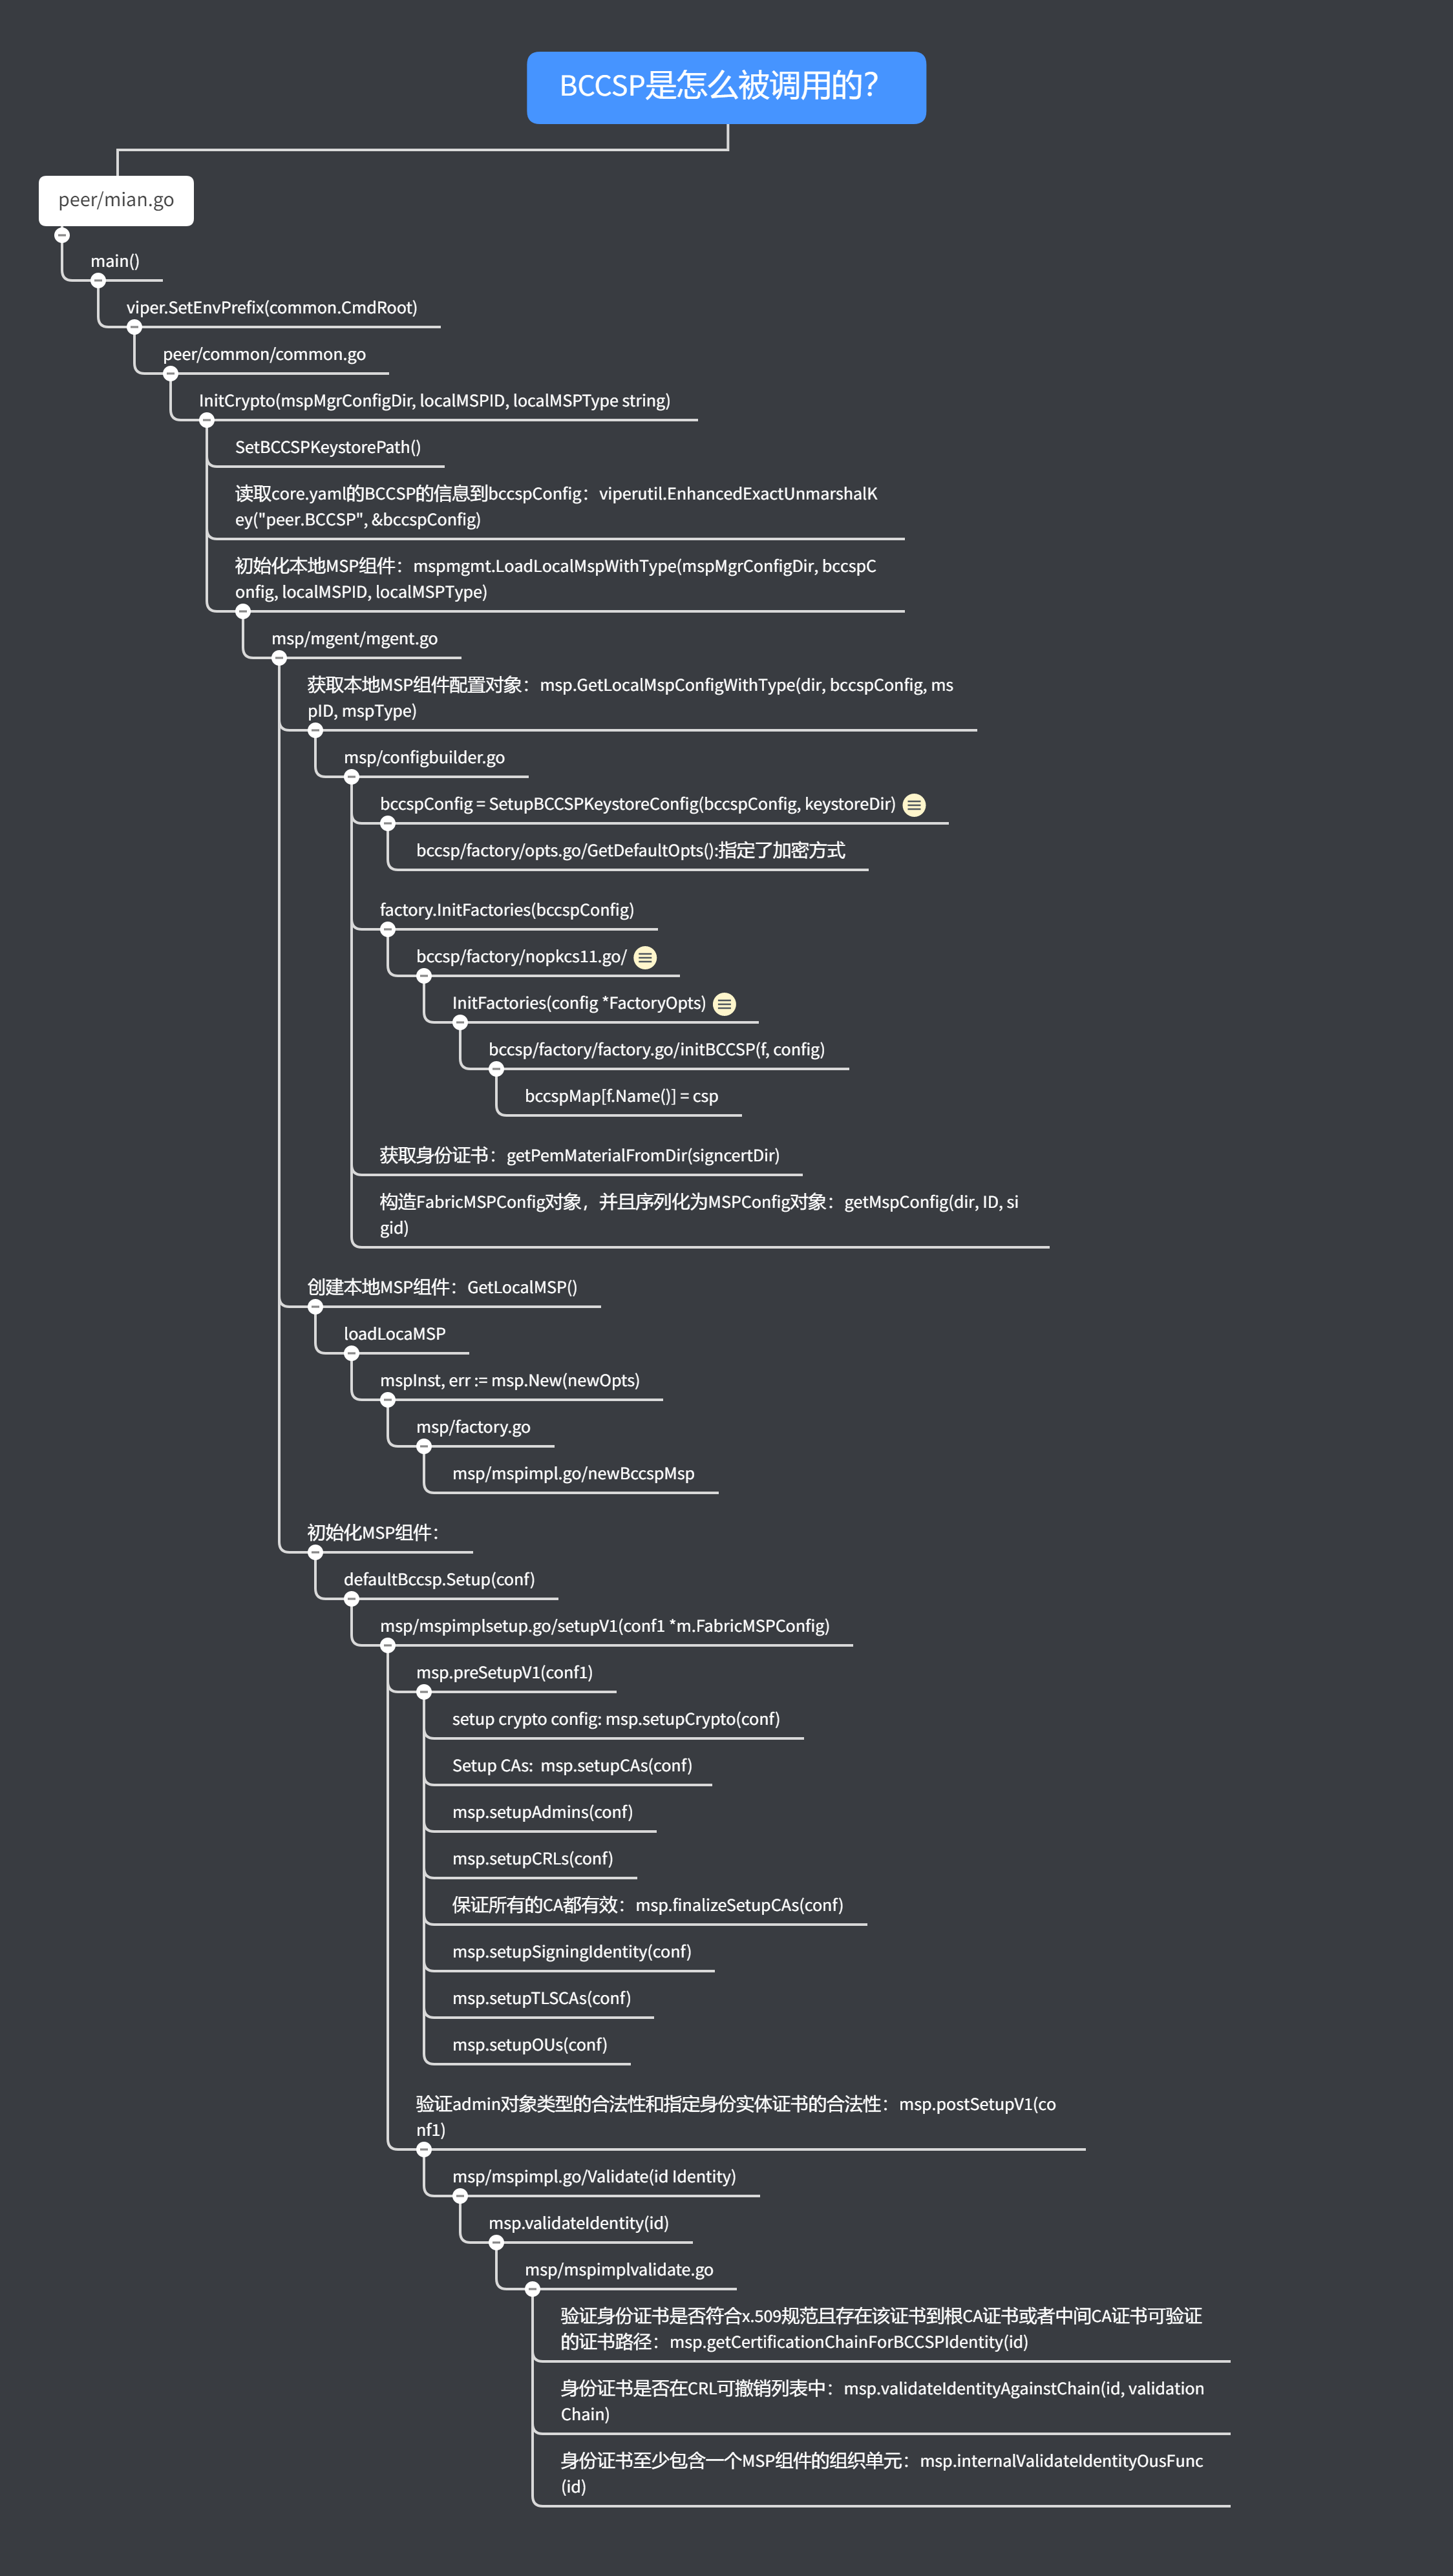 BCCSP是怎么被调用的？
peer/mian.go
main()
viper.SetEnvPrefix(common.CmdRoot)
peer/common/common.go
InitCrypto(mspMgrConfigDir, localMSPID, localMSPType string)
SetBCCSPKeystorePath()
读取core.yaml的BCCSP的信息到bccspConfig：viperutil.EnhancedExactUnmarshalK
ey("peer.BCCSP", &bccspConfig)
初始化本地MSP组件：mspmgmt.LoadLocalMspWithType(mspMgrConfigDir, bccspC
onfig, localMSPID, localMSPType)
msp/mgent/mgent.go
获取本地MSP组件配置对象：msp.GetLocalMspConfigWithType(dir, bccspConfig, ms
pID, mspType)
msp/configbuilder.go
bccspConfig = SetupBCCSPKeystoreConfig(bccspConfig, keystoreDir)
bccsp/factory/opts.go/GetDefaultOpts():指定了加密方式
factory.InitFactories(bccspConfig)
bccsp/factory/nopkcs11.go/
InitFactories(config *FactoryOpts)
bccsp/factory/factory.go/initBCCSP(f, config)
bccspMap[f.Name()] = csp
获取身份证书：getPemMaterialFromDir(signcertDir)
构造FabricMSPConfig对象，并且序列化为MSPConfig对象：getMspConfig(dir, ID, si
gid)
创建本地MSP组件：GetLocalMSP()
loadLocaMSP
mspInst, err := msp.New(newOpts)
msp/factory.go
msp/mspimpl.go/newBccspMsp
初始化MSP组件：
defaultBccsp.Setup(conf)
msp/mspimplsetup.go/setupV1(conf1 *m.FabricMSPConfig)
msp.preSetupV1(conf1)
setup crypto config: msp.setupCrypto(conf)
Setup CAs:  msp.setupCAs(conf)
msp.setupAdmins(conf)
msp.setupCRLs(conf)
保证所有的CA都有效：msp.finalizeSetupCAs(conf)
msp.setupSigningIdentity(conf)
msp.setupTLSCAs(conf)
msp.setupOUs(conf)
验证admin对象类型的合法性和指定身份实体证书的合法性：msp.postSetupV1(co
nf1)
msp/mspimpl.go/Validate(id Identity)
msp.validateIdentity(id)
msp/mspimplvalidate.go
验证身份证书是否符合x.509规范且存在该证书到根CA证书或者中间CA证书可验证
的证书路径：msp.getCertificationChainForBCCSPIdentity(id)
身份证书是否在CRL可撤销列表中：msp.validateIdentityAgainstChain(id, validation
Chain)
身份证书至少包含一个MSP组件的组织单元：msp.internalValidateIdentityOusFunc
(id)